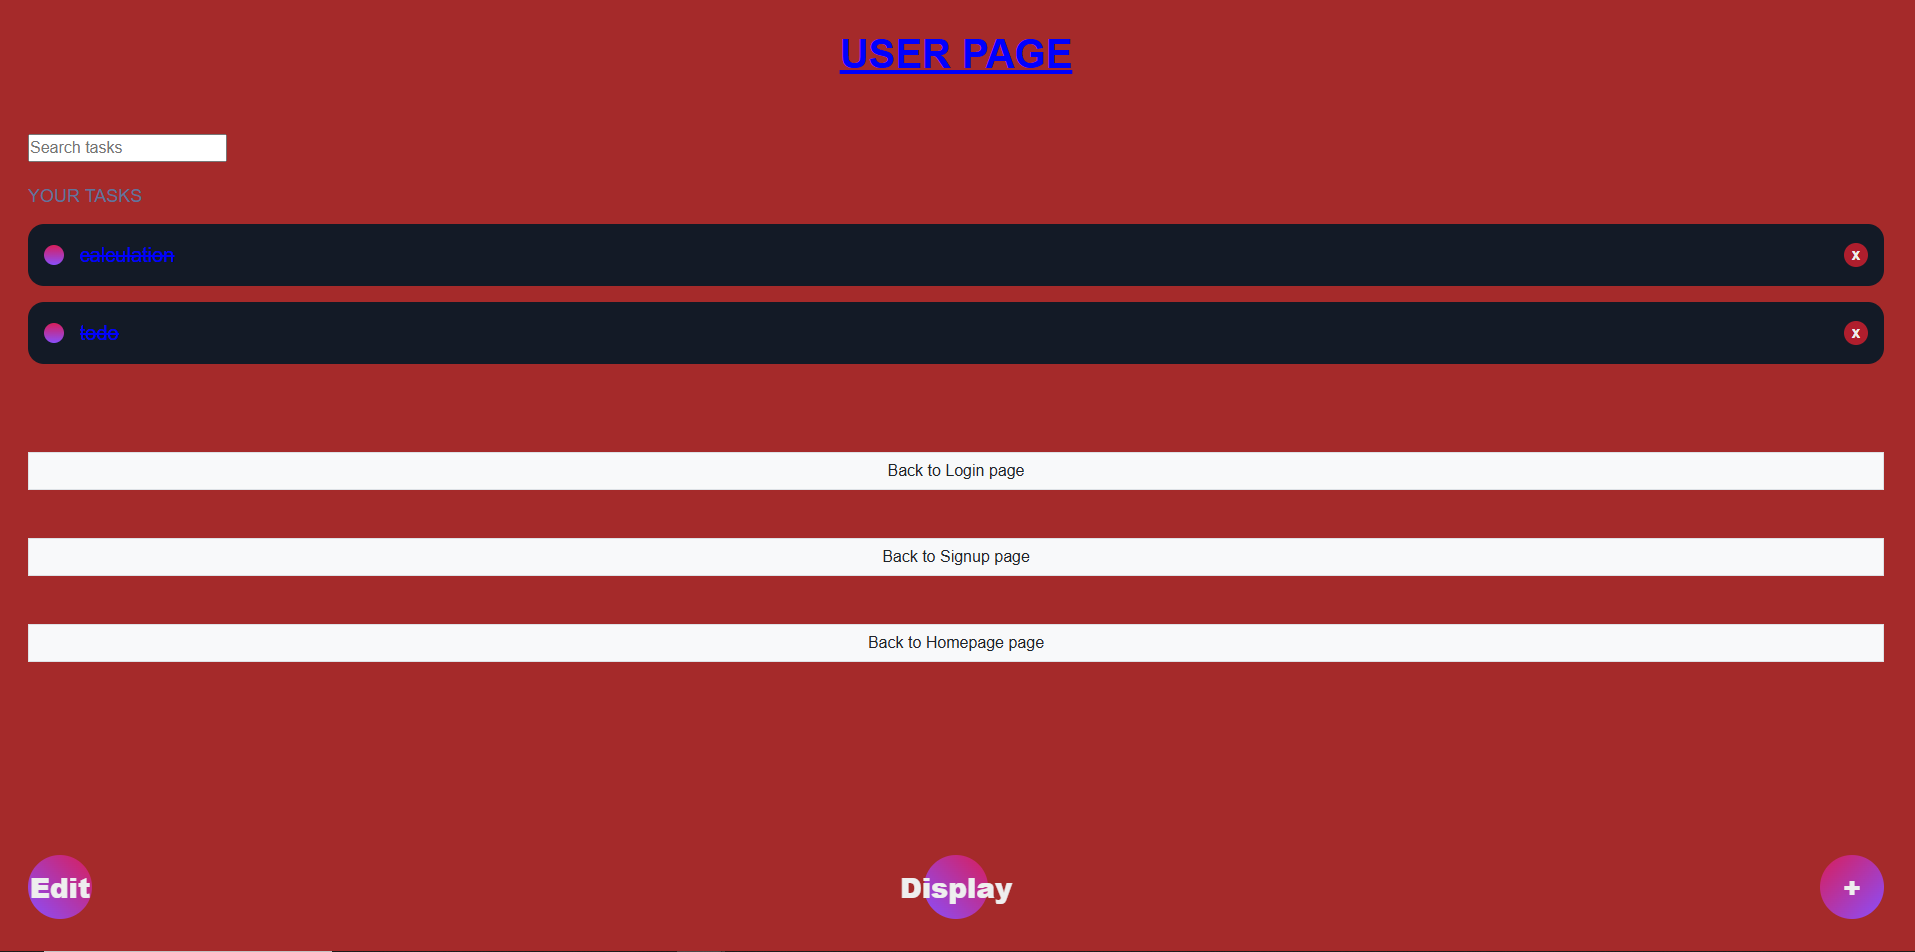 USER PAGE
Search tasks
YOUR TASKS
calculation
x
todo
x
Back to Login page
Back to Signup page
Back to Homepage page
Edit
Display
+